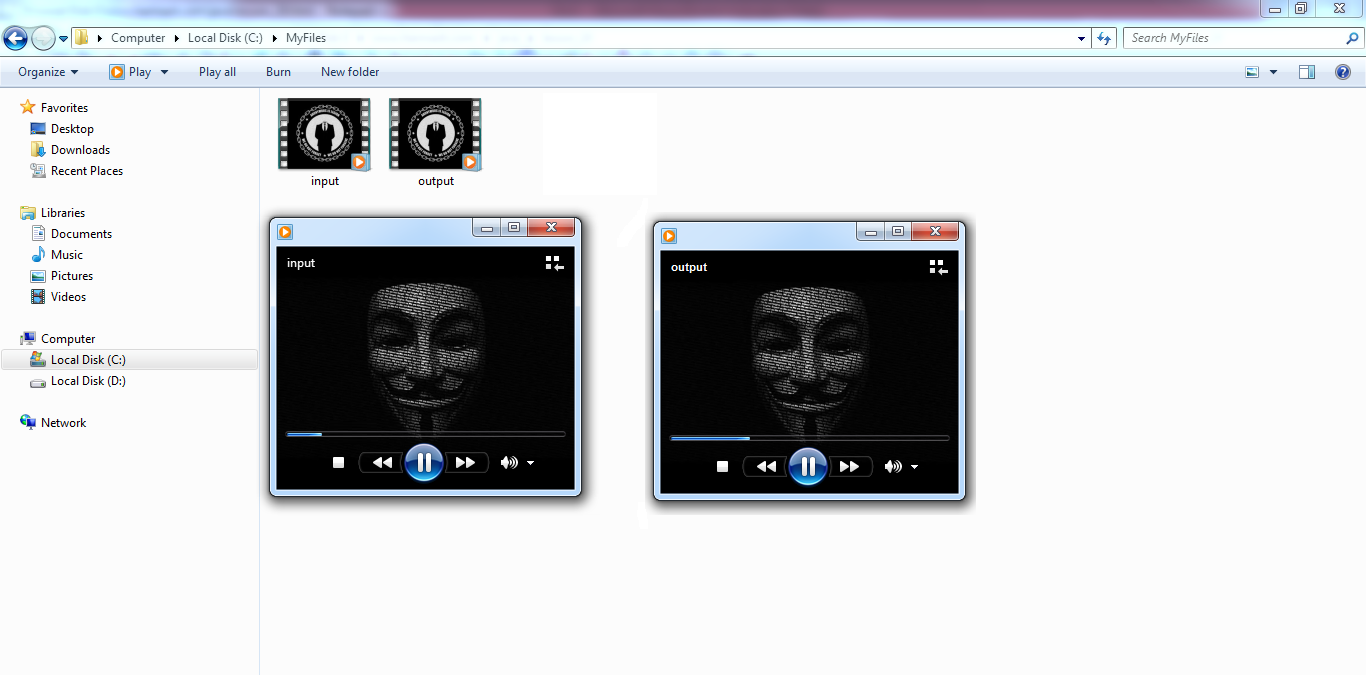 Computer Local Disk (C:) MyFiles
Search MyFiles
Organize Play Play all Burn New folder
Favorites
Desktop
Downloads
Recent Places
Libraries
Documents
Music
Pictures
Videos
Computer
Local Disk (C:)
Local Disk (D:)
Network
input
output
input
output